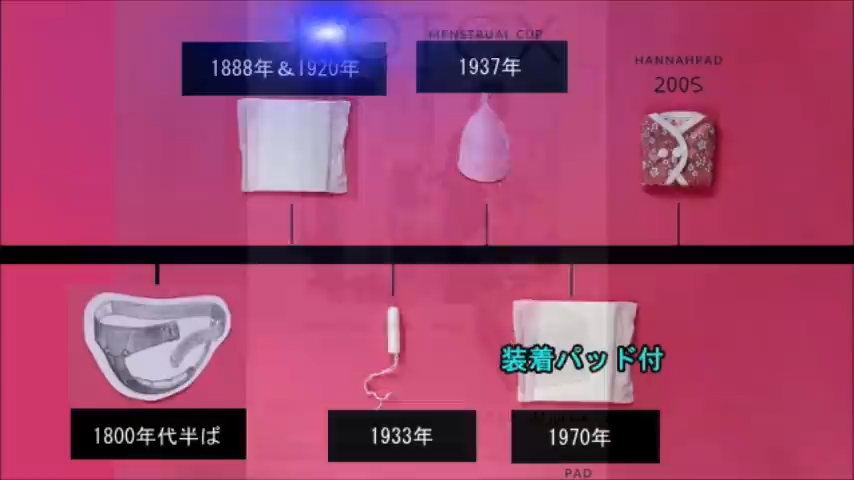 MENSTRUAL CUP
1888年＆1920年
1937年
HANNAHPAD
200S
装着パッド付
1800年代半ば
1933年
1970年
PAD